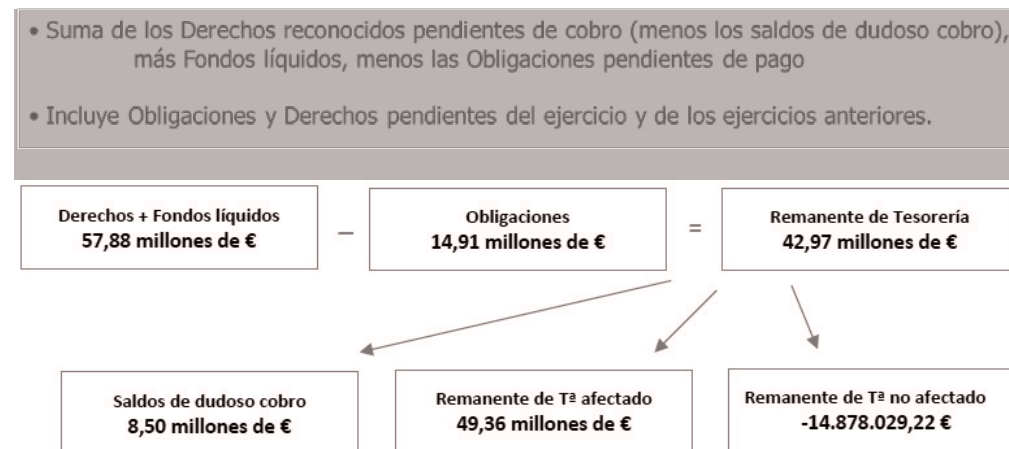 • Suma de los Derechos reconocidos pendientes de cobro (menos los saldos de dudoso cobro),
más Fondos líquidos, menos las Obligaciones pendientes de pago
• Incluye Obligaciones y Derechos pendientes del ejercicio y de los ejercicios anteriores.
Derechos + Fondos líquidos
57,88 millones de €
–
Obligaciones
14,91 millones de €
=
Remanente de Tesorería
42,97 millones de €
Saldos de dudoso cobro
8,50 millones de €
Remanente de Tª afectado
49,36 millones de €
Remanente de Tª no afectado
-14.878.029,22 €